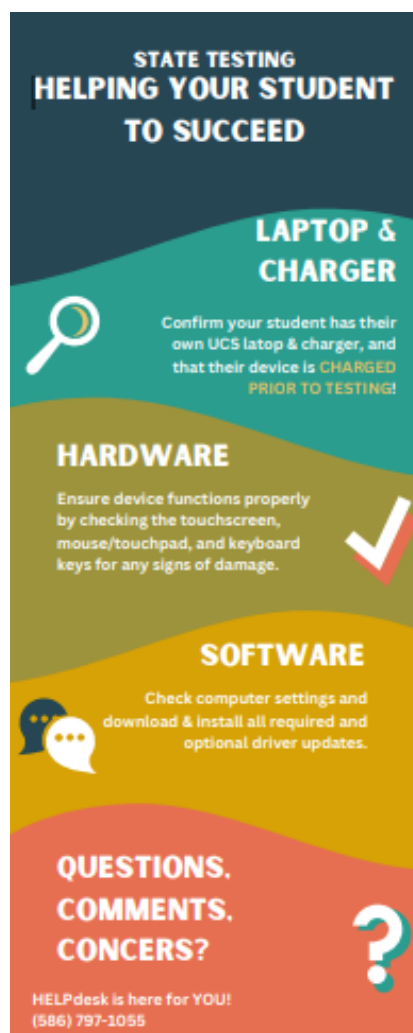 STATE TESTING
HELPING YOUR STUDENT
TO SUCCEED
LAPTOP &
CHARGER
Confirm your student has their
own UCS latop & charger, and
that their device is CHARGED
PRIOR TO TESTING!
HARDWARE
Ensure device functions properly
by checking the touchscreen,
mouse/touchpad, and keyboard
keys for any signs of damage.
SOFTWARE
Check computer settings and
download & install all required and
optional driver updates.
QUESTIONS,
COMMENTS,
CONCERS?
HELPdesk is here for YOU!
(586) 797-1055